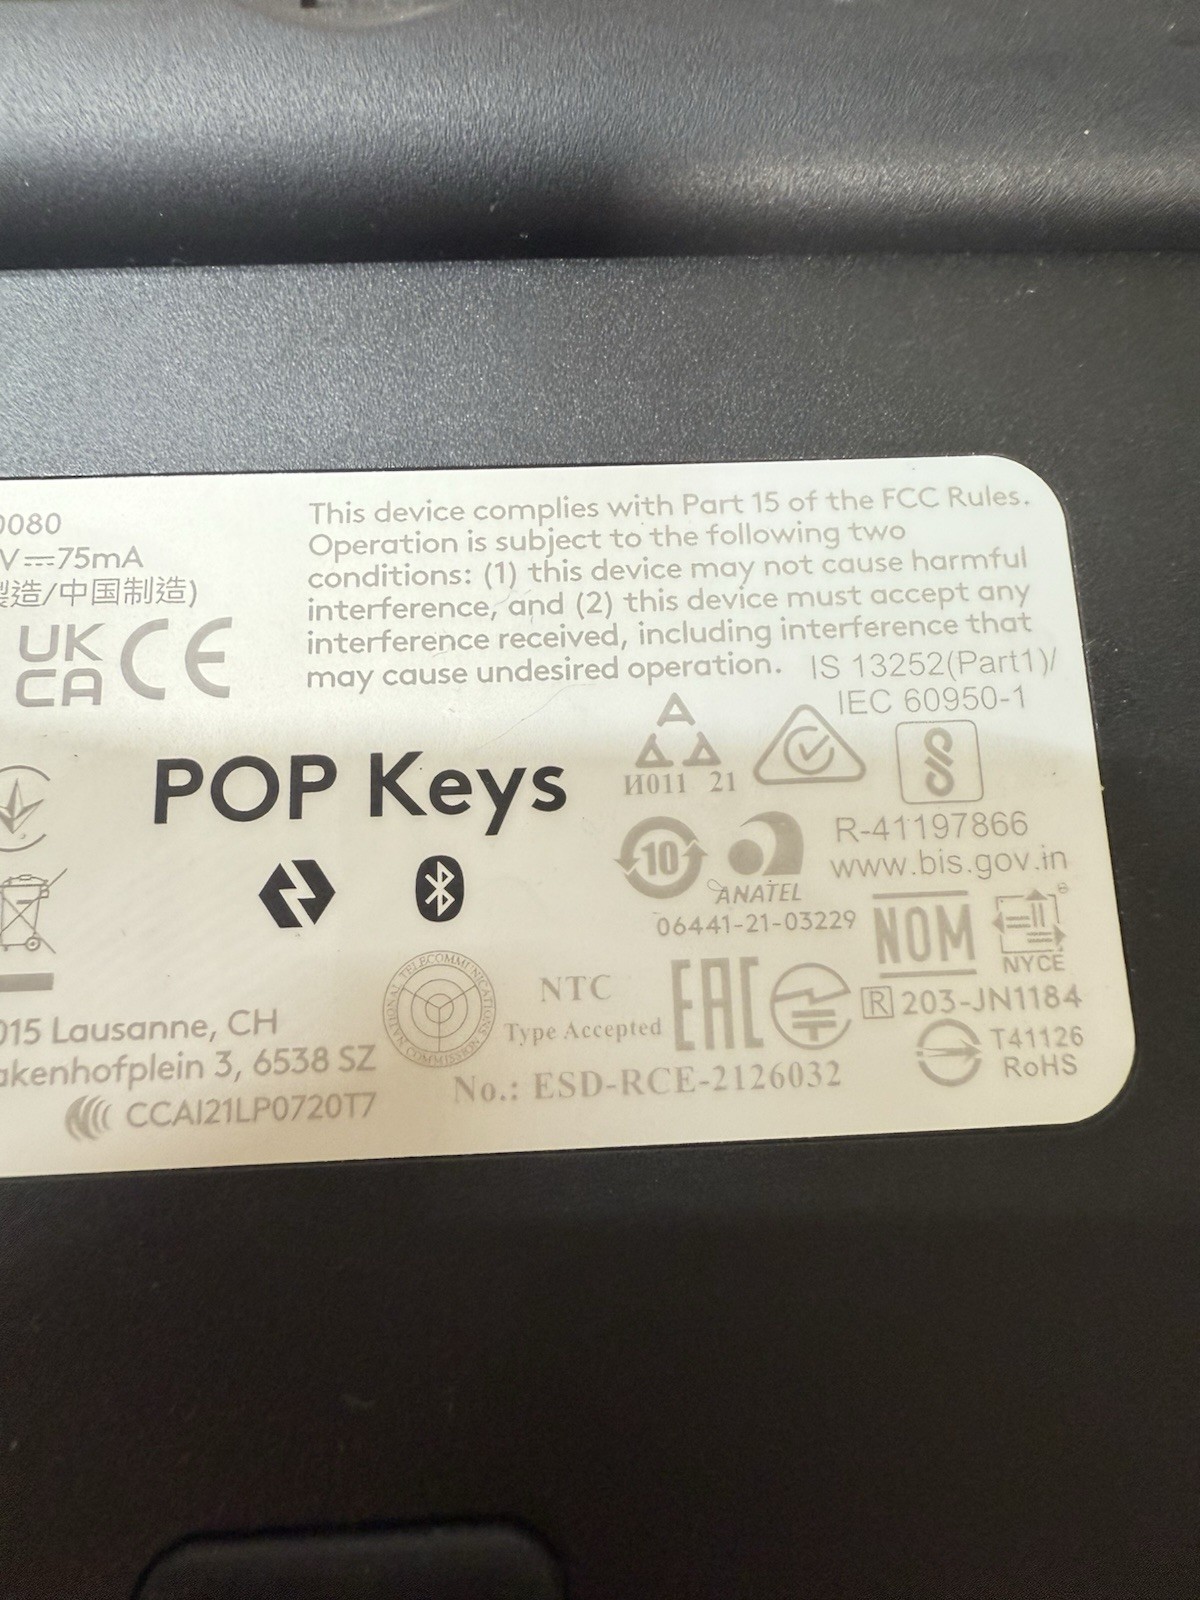 0080
V⎓75mA
製造/中国制造)
UK
CA CE
This device complies with Part 15 of the FCC Rules.
Operation is subject to the following two
conditions: (1) this device may not cause harmful
interference, and (2) this device must accept any
interference received, including interference that
may cause undesired operation. IS 13252(Part1)/
IEC 60950-1
POP Keys
И011 21
R-41197866
www.bis.gov.in
10
ANATEL
06441-21-03229
NOM
NYCE
015 Lausanne, CH
akenhofplein 3, 6538 SZ
CCAI21LP0720T7
NATIONAL TELECOMMUNICATIONS COMMISSION
NTC
Type Accepted
No.: ESD-RCE-2126032
EAC
R 203-JN1184
T41126
RoHS